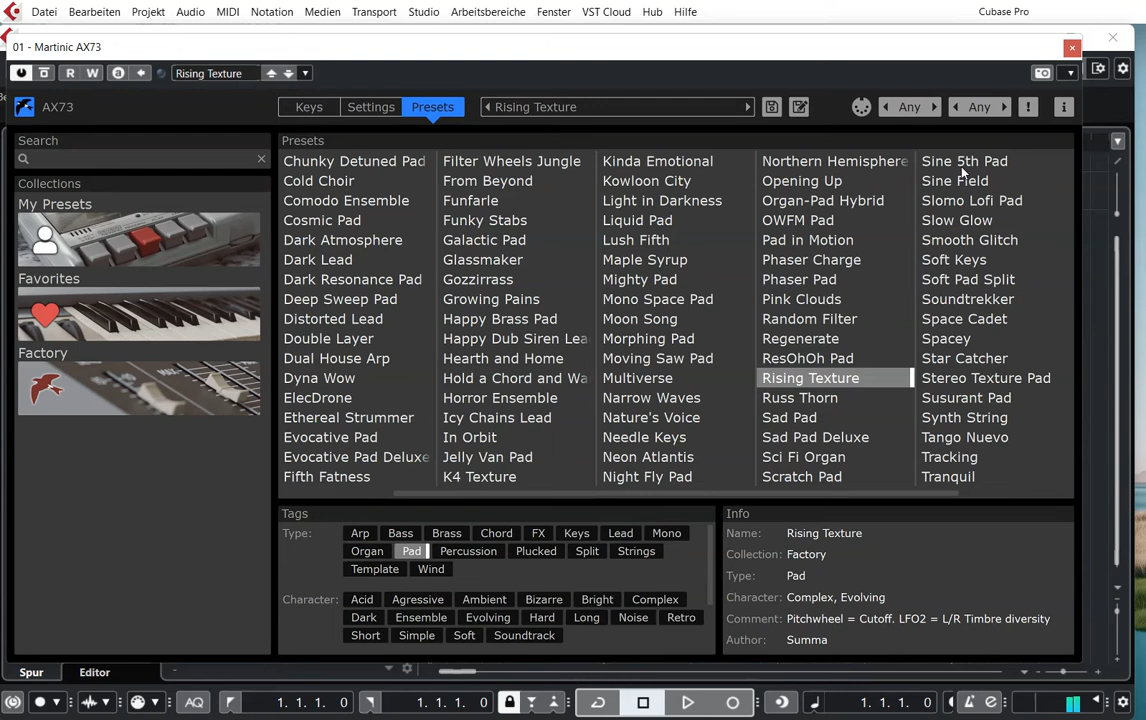 Datei Bearbeiten Projekt Audio MIDI Notation Medien Transport Studio Arbeitsbereiche Fenster VST Cloud Hub Hilfe Cubase Pro
01 - Martinic AX73
R W a Rising Texture
AX73 Keys Settings Presets Rising Texture Any Any ! i
Search
Collections
My Presets
Favorites
Factory
Presets
Chunky Detuned Pad Filter Wheels Jungle Kinda Emotional Northern Hemisphere Sine 5th Pad
Cold Choir From Beyond Kowloon City Opening Up Sine Field
Comodo Ensemble Funfarle Light in Darkness Organ-Pad Hybrid Slomo Lofi Pad
Cosmic Pad Funky Stabs Liquid Pad OWFM Pad Slow Glow
Dark Atmosphere Galactic Pad Lush Fifth Pad in Motion Smooth Glitch
Dark Lead Glassmaker Maple Syrup Phaser Charge Soft Keys
Dark Resonance Pad Gozzirass Mighty Pad Phaser Pad Soft Pad Split
Deep Sweep Pad Growing Pains Mono Space Pad Pink Clouds Soundtrekker
Distorted Lead Happy Brass Pad Moon Song Random Filter Space Cadet
Double Layer Happy Dub Siren Lea Morphing Pad Regenerate Spacey
Dual House Arp Hearth and Home Moving Saw Pad ResOhOh Pad Star Catcher
Dyna Wow Hold a Chord and Wa Multiverse Rising Texture Stereo Texture Pad
ElecDrone Horror Ensemble Narrow Waves Russ Thorn Susurant Pad
Ethereal Strummer Icy Chains Lead Nature's Voice Sad Pad Synth String
Evocative Pad In Orbit Needle Keys Sad Pad Deluxe Tango Nuevo
Evocative Pad Deluxe Jelly Van Pad Neon Atlantis Sci Fi Organ Tracking
Fifth Fatness K4 Texture Night Fly Pad Scratch Pad Tranquil
Tags
Type: Arp Bass Brass Chord FX Keys Lead Mono
Organ Pad Percussion Plucked Split Strings
Template Wind
Character: Acid Agressive Ambient Bizarre Bright Complex
Dark Ensemble Evolving Hard Long Noise Retro
Short Simple Soft Soundtrack
Info
Name: Rising Texture
Collection: Factory
Type: Pad
Character: Complex, Evolving
Comment: Pitchwheel = Cutoff. LFO2 = L/R Timbre diversity
Author: Summa
Spur Editor
AQ 1. 1. 1. 0 1. 1. 1. 0 1. 1. 1. 0